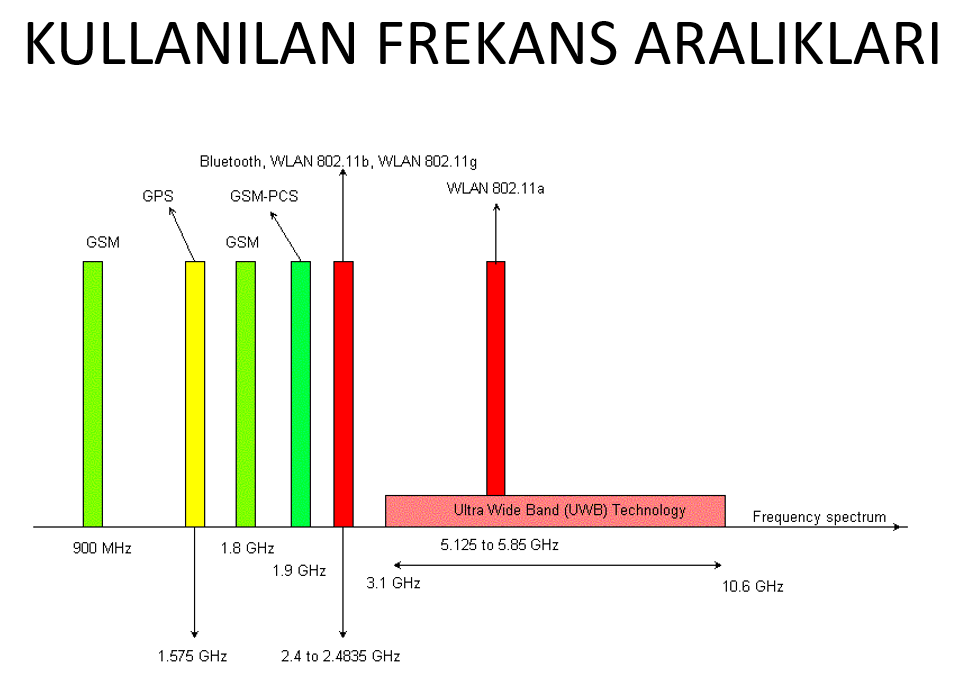 KULLANILAN FREKANS ARALIKLARI
Bluetooth, WLAN 802.11b, WLAN 802.11g
WLAN 802.11a
GPS
GSM-PCS
GSM
GSM
Ultra Wide Band (UWB) Technology
Frequency spectrum
900 MHz
1.8 GHz
5.125 to 5.85 GHz
1.9 GHz
3.1 GHz
10.6 GHz
1.575 GHz
2.4 to 2.4835 GHz